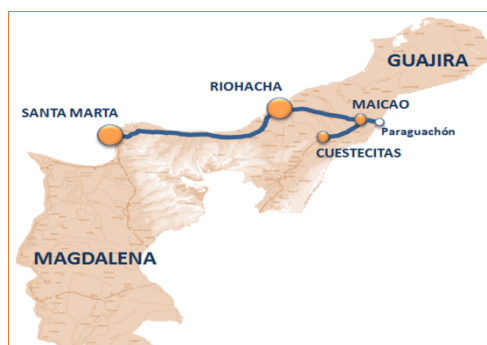 GUAJIRA
RIOHACHA
SANTA MARTA
MAICAO
Paraguachón
CUESTECITAS
MAGDALENA